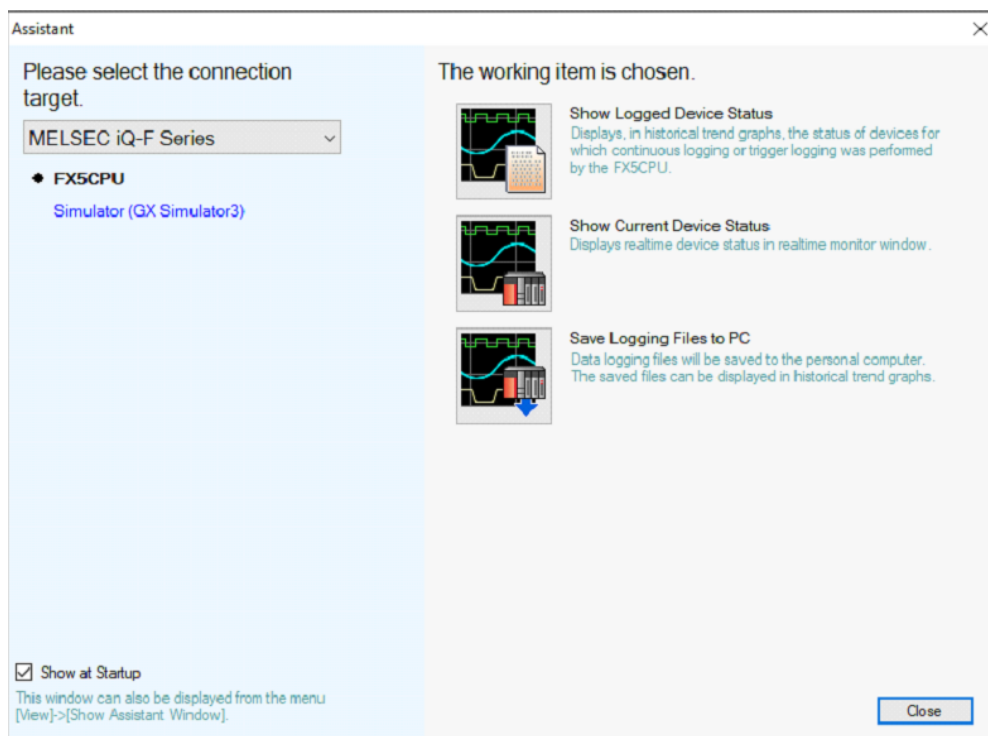 Assistant
Please select the connection
target.
MELSEC iQ-F Series
FX5CPU
Simulator (GX Simulator3)
Show at Startup
This window can also be displayed from the menu
[View]->[Show Assistant Window].
The working item is chosen.
Show Logged Device Status
Displays, in historical trend graphs, the status of devices for
which continuous logging or trigger logging was performed
by the FX5CPU.
Show Current Device Status
Displays realtime device status in realtime monitor window.
Save Logging Files to PC
Data logging files will be saved to the personal computer.
The saved files can be displayed in historical trend graphs.
Close